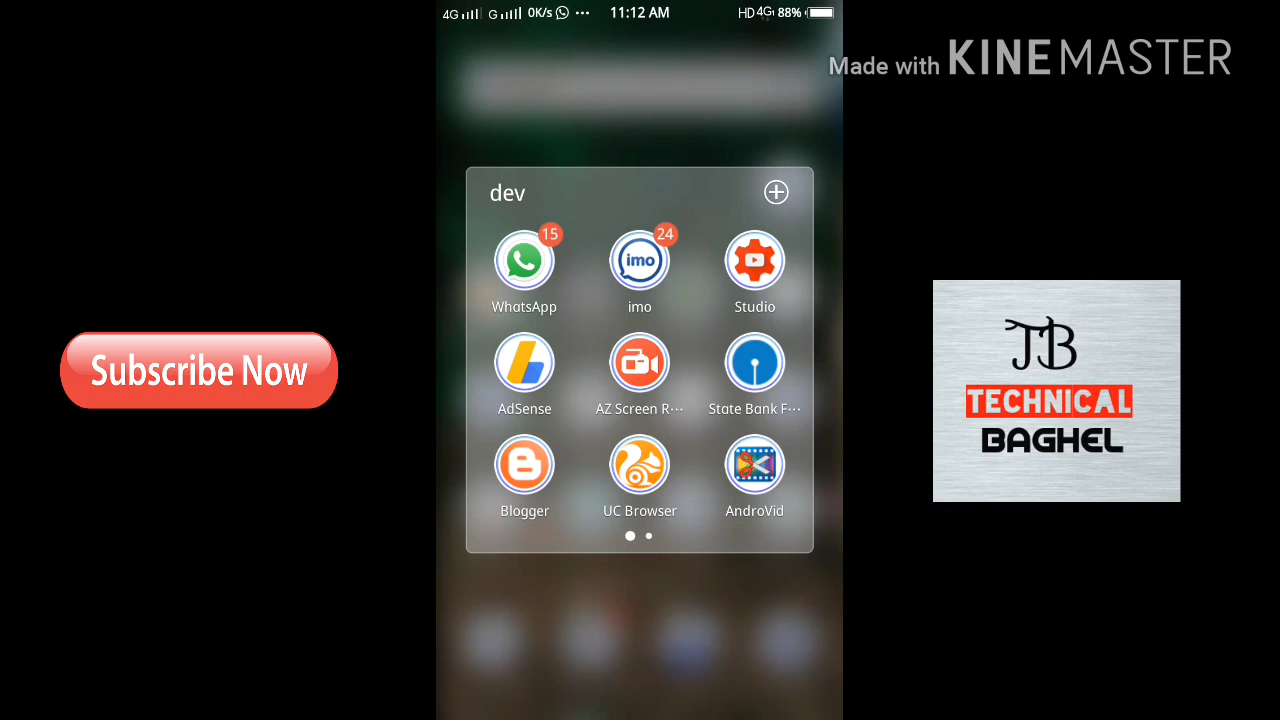 4G G 0K/s ··· 11:12 AM HD 4G 88%
Made with KINEMASTER
dev
15 24
WhatsApp imo Studio
AdSense AZ Screen R··· State Bank F···
Blogger UC Browser AndroVid
Subscribe Now
TB
TECHNICAL
BAGHEL